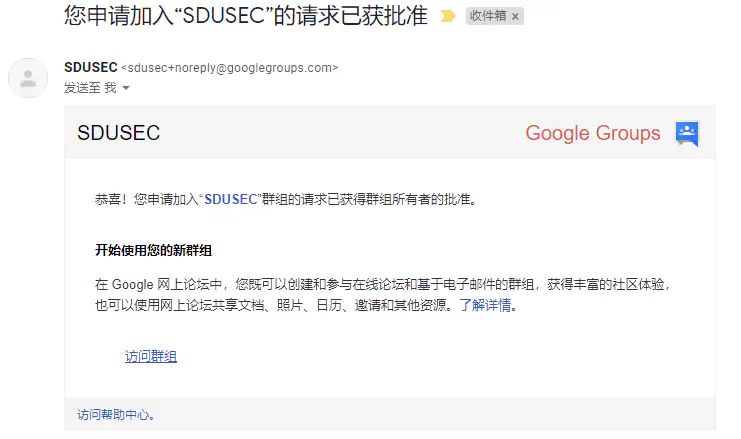 您申请加入“SDUSEC”的请求已获批准
收件箱 ×
SDUSEC <sdusec+noreply@googlegroups.com>
发送至 我
SDUSEC
Google Groups
恭喜！您申请加入“SDUSEC”群组的请求已获得群组所有者的批准。
开始使用您的新群组
在 Google 网上论坛中，您既可以创建和参与在线论坛和基于电子邮件的群组，获得丰富的社区体验，
也可以使用网上论坛共享文档、照片、日历、邀请和其他资源。了解详情。
访问群组
访问帮助中心。